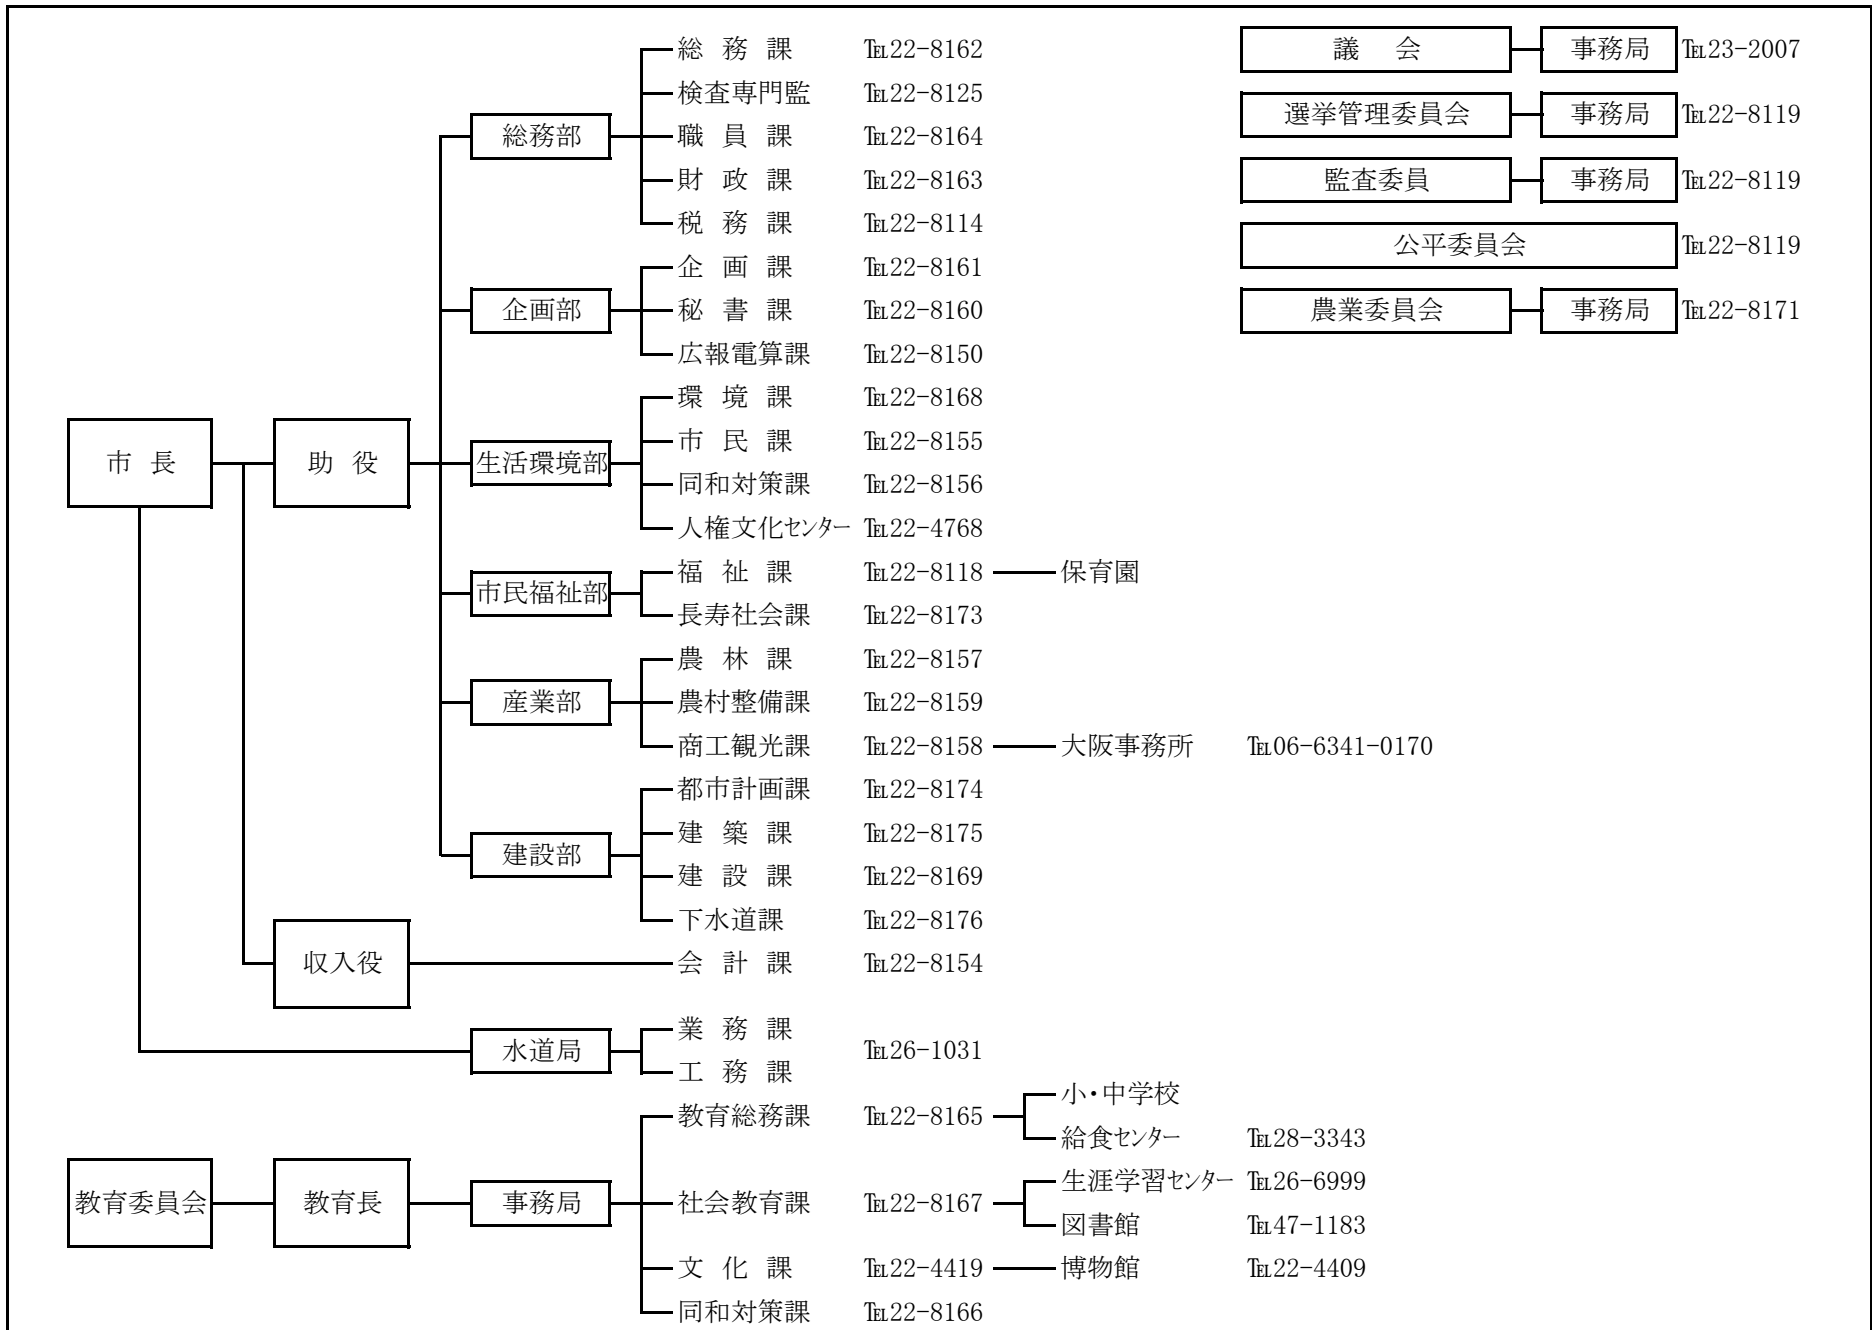 総務課 ℡22-8162
検査専門監 ℡22-8125
総務部
職員課 ℡22-8164
財政課 ℡22-8163
税務課 ℡22-8114
企画課 ℡22-8161
企画部
秘書課 ℡22-8160
広報電算課 ℡22-8150
環境課 ℡22-8168
市民課 ℡22-8155
市長
助役
生活環境部
同和対策課 ℡22-8156
人権文化センター ℡22-4768
市民福祉部
福祉課 ℡22-8118 保育園
長寿社会課 ℡22-8173
農林課 ℡22-8157
産業部
農村整備課 ℡22-8159
商工観光課 ℡22-8158 大阪事務所 ℡06-6341-0170
都市計画課 ℡22-8174
建築課 ℡22-8175
建設部
建設課 ℡22-8169
下水道課 ℡22-8176
収入役
会計課 ℡22-8154
水道局
業務課
℡26-1031
工務課
教育委員会
教育長
事務局
教育総務課 ℡22-8165
小・中学校
給食センター ℡28-3343
社会教育課 ℡22-8167
生涯学習センター ℡26-6999
図書館 ℡47-1183
文化課 ℡22-4419 博物館 ℡22-4409
同和対策課 ℡22-8166
議会 事務局 ℡23-2007
選挙管理委員会 事務局 ℡22-8119
監査委員 事務局 ℡22-8119
公平委員会 ℡22-8119
農業委員会 事務局 ℡22-8171